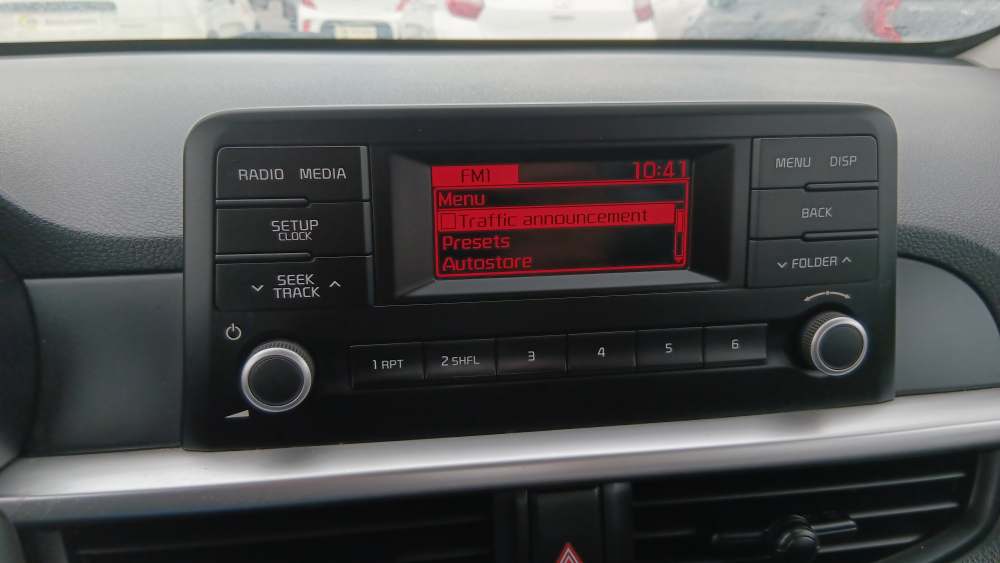 RADIO MEDIA
SETUP
CLOCK
SEEK
TRACK
FM1 10:41
Menu
Traffic announcement
Presets
Autostore
MENU DISP
BACK
FOLDER
1 RPT 2 SHFL 3 4 5 6